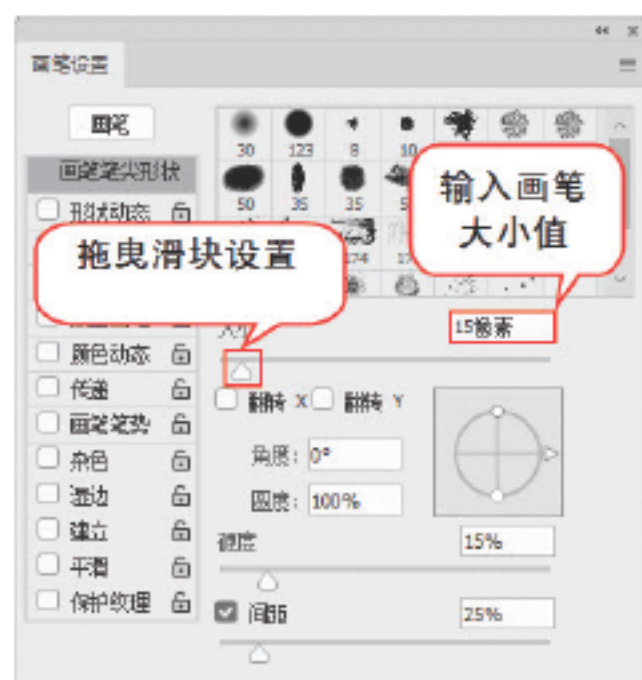 画笔设置
画笔
30 123 8 10
画笔笔尖形状
50 35 35
形状动态
输入画笔
大小值
拖曳滑块设置
174
大小
15像素
颜色动态
传递
翻转 X 翻转 Y
画笔笔势
杂色
角度: 0°
湿边
圆度: 100%
建立
硬度 15%
平滑
保护纹理
间距 25%